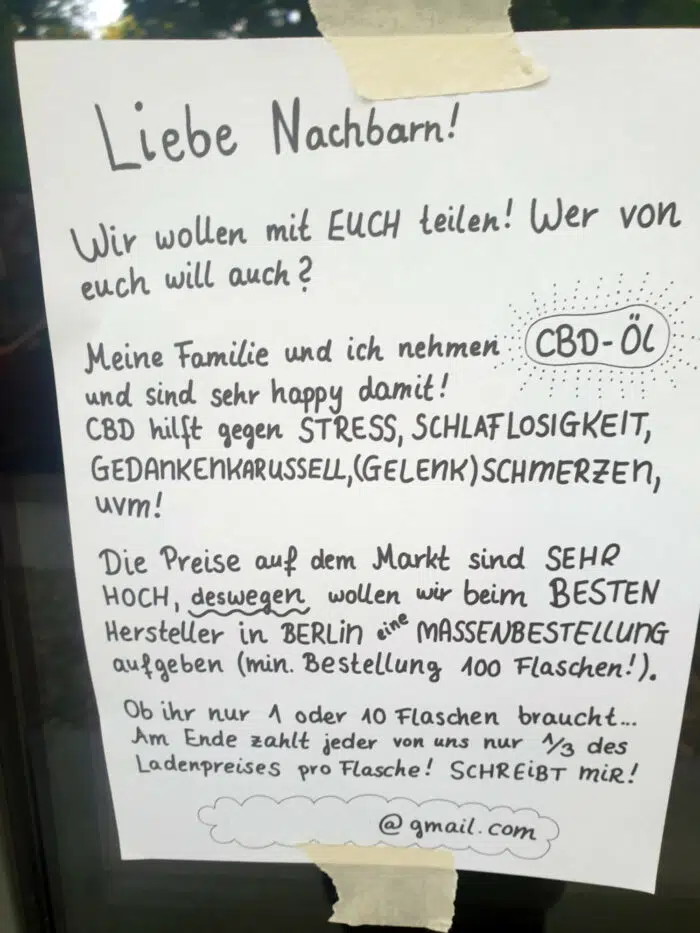 Liebe Nachbarn!
Wir wollen mit EUCH teilen! Wer von
euch will auch?
Meine Familie und ich nehmen CBD-ÖL
und sind sehr happy damit!
CBD hilft gegen STRESS, SCHLAFLOSIGKEIT,
GEDANKENKARUSSELL, (GELENK)SCHMERZEN,
uvm!
Die Preise auf dem Markt sind SEHR
HOCH, deswegen wollen wir beim BESTEN
Hersteller in BERLIN eine MASSENBESTELLUNG
aufgeben (min. Bestellung 100 Flaschen!).
Ob ihr nur 1 oder 10 Flaschen braucht...
Am Ende zahlt jeder von uns nur 1/3 des
Ladenpreises pro Flasche! SCHREIBT MIR!
@gmail.com